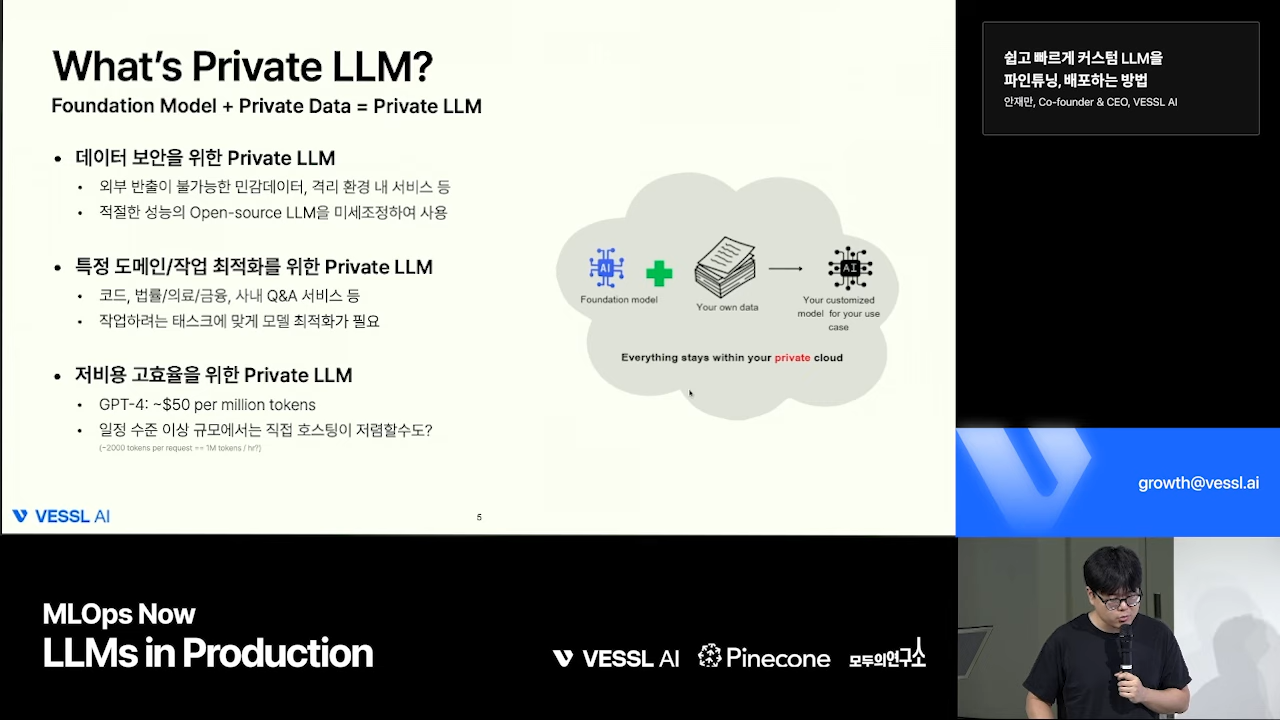 What's Private LLM?
Foundation Model + Private Data = Private LLM
• 데이터 보안을 위한 Private LLM
• 외부 반출이 불가능한 민감데이터, 격리 환경 내 서비스 등
• 적절한 성능의 Open-source LLM을 미세조정하여 사용
• 특정 도메인/작업 최적화를 위한 Private LLM
• 코드, 법률/의료/금융, 사내 Q&A 서비스 등
• 작업하려는 태스크에 맞게 모델 최적화가 필요
• 저비용 고효율을 위한 Private LLM
• GPT-4: ~$50 per million tokens
• 일정 수준 이상 규모에서는 직접 호스팅이 저렴할수도?
(~2000 tokens per request == 1M tokens / hr?)
AI
Foundation model
Your own data
AI
Your customized
model for your use
case
Everything stays within your private cloud
VESSL AI
5
쉽고 빠르게 커스텀 LLM을
파인튜닝, 배포하는 방법
안재만, Co-founder & CEO, VESSL AI
growth@vessl.ai
MLOps Now
LLMs in Production
VESSL AI
Pinecone
모두의연구소